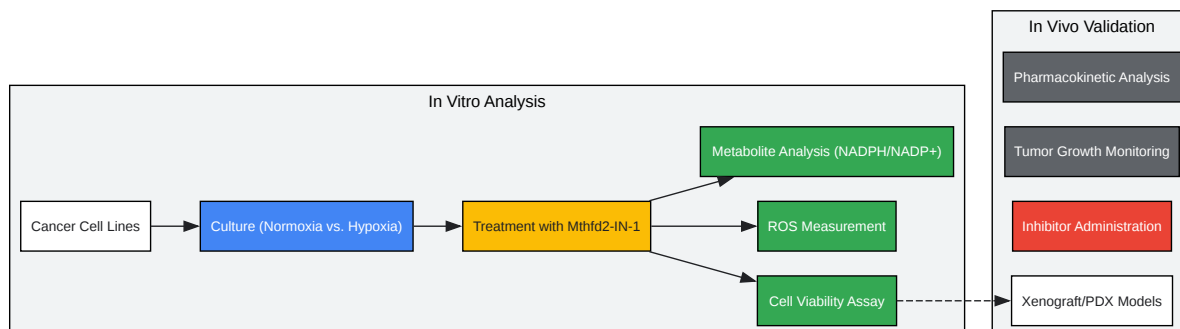 In Vivo Validation
Pharmacokinetic Analysis
In Vitro Analysis
Metabolite Analysis (NADPH/NADP+)
Tumor Growth Monitoring
Cancer Cell Lines
Culture (Normoxia vs. Hypoxia)
Treatment with Mthfd2-IN-1
ROS Measurement
Inhibitor Administration
Cell Viability Assay
Xenograft/PDX Models